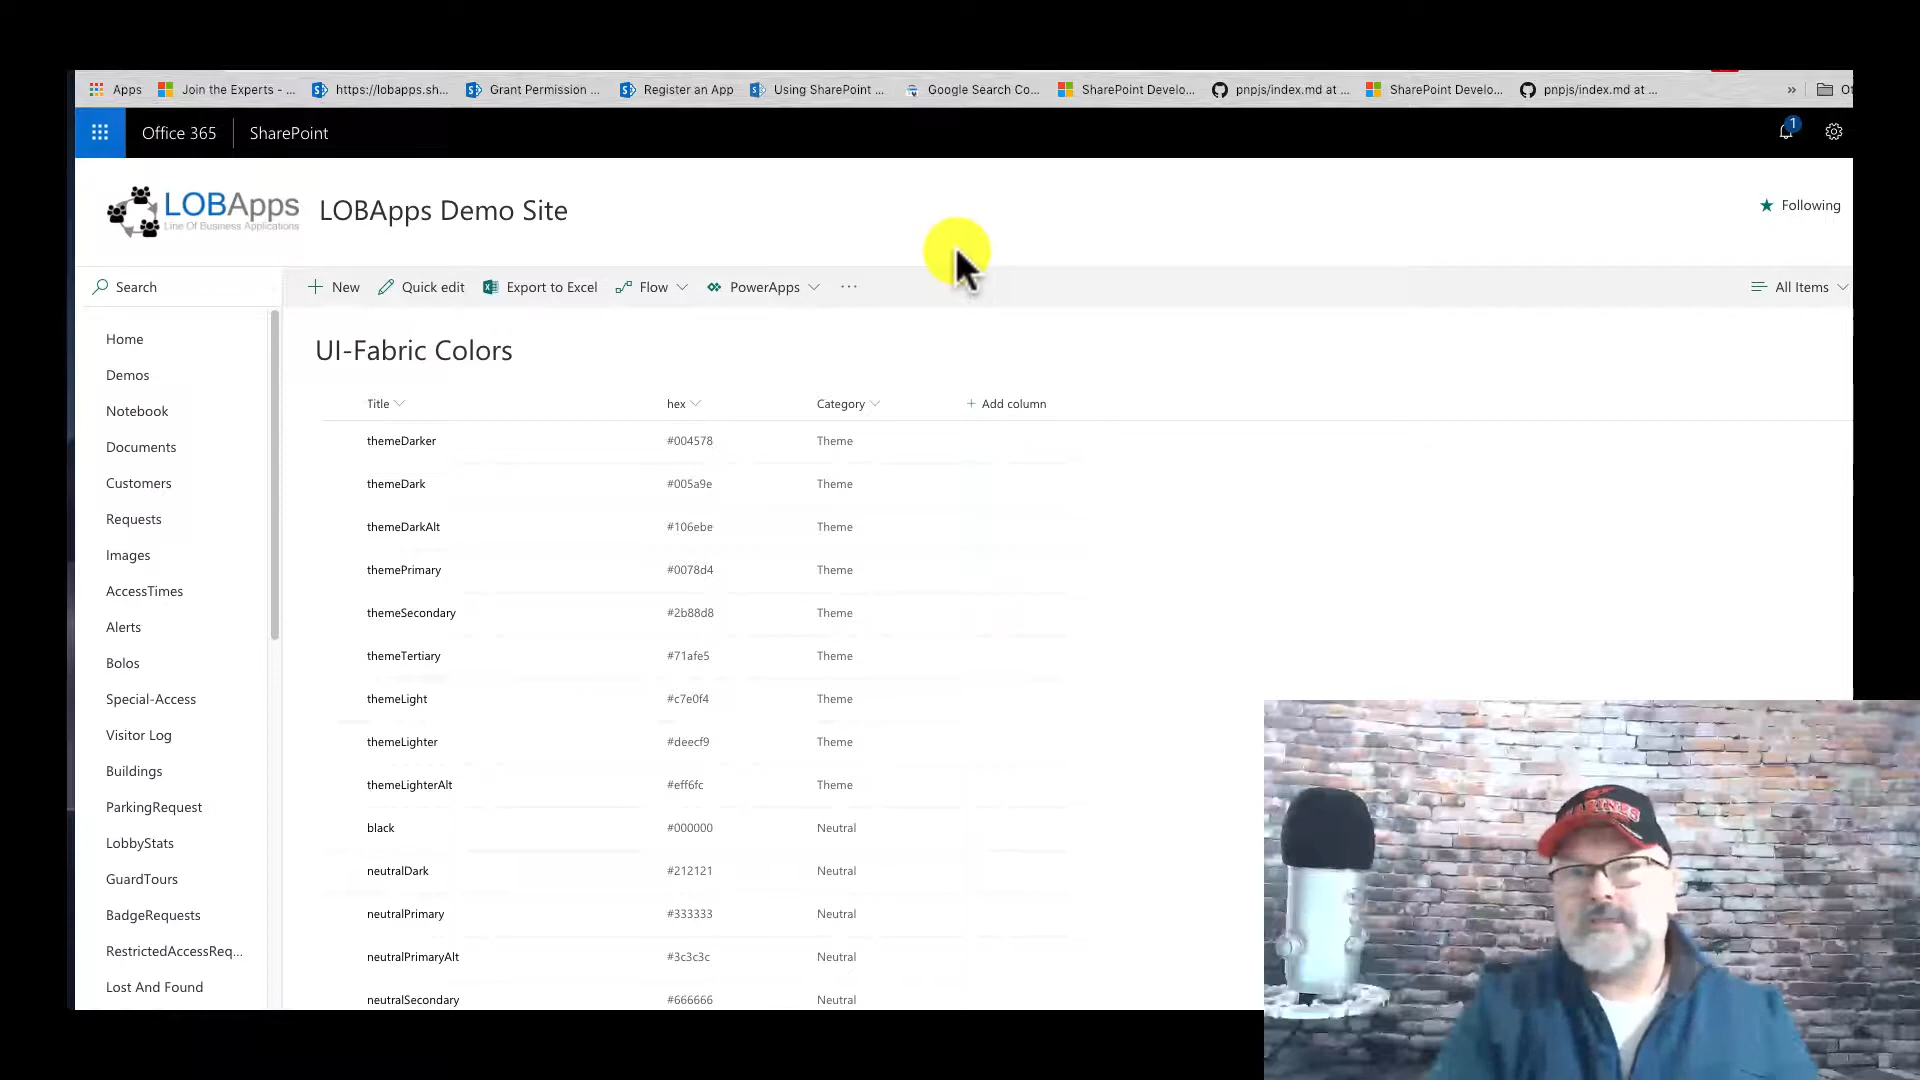 Apps Join the Experts - ... https://lobapps.sh... Grant Permission ... Register an App Using SharePoint ... Google Search Co... SharePoint Develo... pnpjs/index.md at ... SharePoint Develo... pnpjs/index.md at ... »
Office 365 SharePoint 1
LOBApps
Line Of Business Applications
LOBApps Demo Site
Following
Search
New Quick edit Export to Excel Flow PowerApps ··· All Items
Home
Demos
Notebook
Documents
Customers
Requests
Images
AccessTimes
Alerts
Bolos
Special-Access
Visitor Log
Buildings
ParkingRequest
LobbyStats
GuardTours
BadgeRequests
RestrictedAccessReq...
Lost And Found
UI-Fabric Colors
Title hex Category + Add column
themeDarker #004578 Theme
themeDark #005a9e Theme
themeDarkAlt #106ebe Theme
themePrimary #0078d4 Theme
themeSecondary #2b88d8 Theme
themeTertiary #71afe5 Theme
themeLight #c7e0f4 Theme
themeLighter #deecf9 Theme
themeLighterAlt #eff6fc Theme
black #000000 Neutral
neutralDark #212121 Neutral
neutralPrimary #333333 Neutral
neutralPrimaryAlt #3c3c3c Neutral
neutralSecondary #666666 Neutral
MARINES